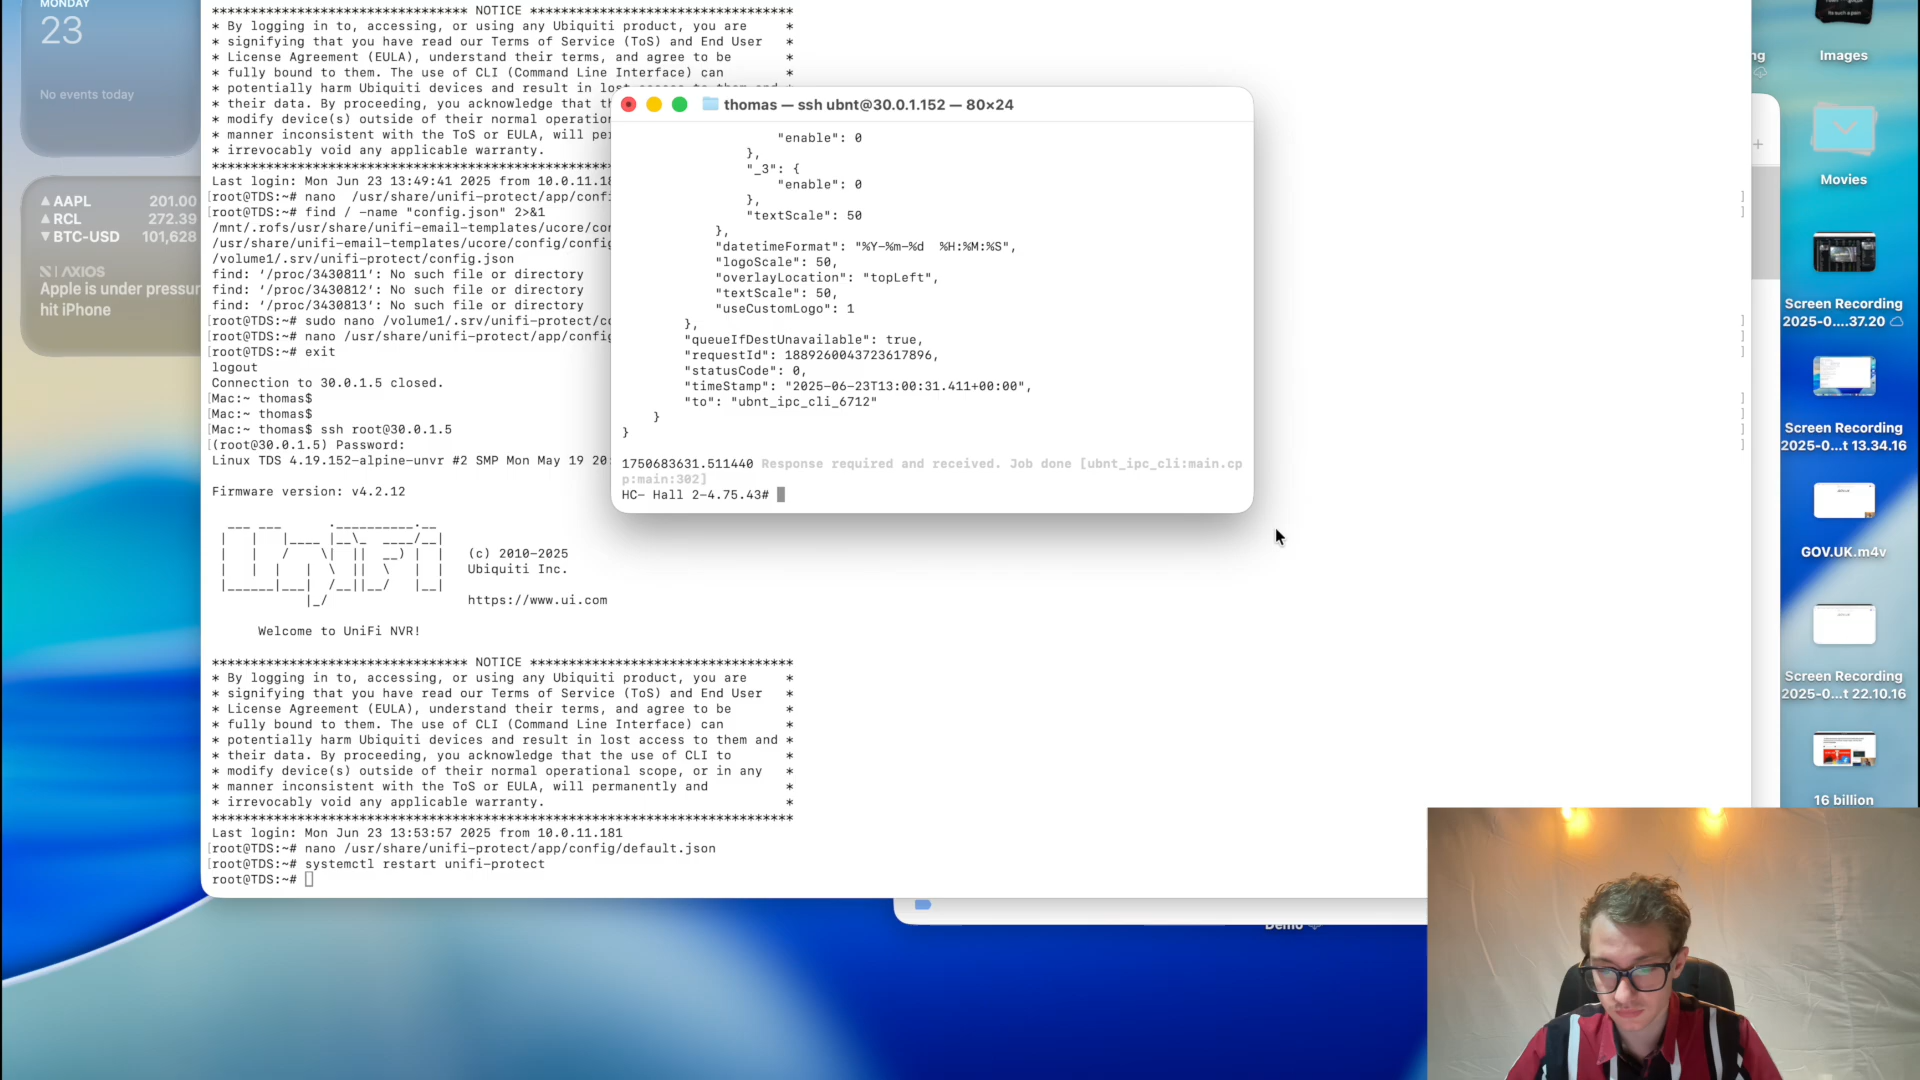 MONDAY
23
No events today
AAPL 201.00
RCL 272.39
BTC-USD 101,628
AXIOS
Apple is under pressur
hit iPhone
******************************** NOTICE *********************************
* By logging in to, accessing, or using any Ubiquiti product, you are *
* signifying that you have read our Terms of Service (ToS) and End User *
* License Agreement (EULA), understand their terms, and agree to be *
* fully bound to them. The use of CLI (Command Line Interface) can *
* potentially harm Ubiquiti devices and result in lost access to them and *
* their data. By proceeding, you acknowledge that th
* modify device(s) outside of their normal operation
* manner inconsistent with the ToS or EULA, will per
* irrevocably void any applicable warranty.
Last login: Mon Jun 23 13:49:41 2025 from 10.0.11.18
[root@TDS:~# nano  /usr/share/unifi-protect/app/conf
[root@TDS:~# find / -name "config.json" 2>&1
/mnt/.rofs/usr/share/unifi-email-templates/ucore/con
/usr/share/unifi-email-templates/ucore/config/config
/volume1/.srv/unifi-protect/config.json
find: ‘/proc/3430811’: No such file or directory
find: ‘/proc/3430812’: No such file or directory
find: ‘/proc/3430813’: No such file or directory
[root@TDS:~# sudo nano /volume1/.srv/unifi-protect/co
[root@TDS:~# nano /usr/share/unifi-protect/app/config
[root@TDS:~# exit
logout
Connection to 30.0.1.5 closed.
[Mac:~ thomas$
[Mac:~ thomas$
[Mac:~ thomas$ ssh root@30.0.1.5
[(root@30.0.1.5) Password:
Linux TDS 4.19.152-alpine-unvr #2 SMP Mon May 19 20:
Firmware version: v4.2.12
(c) 2010-2025
Ubiquiti Inc.
https://www.ui.com
Welcome to UniFi NVR!
******************************** NOTICE *********************************
* By logging in to, accessing, or using any Ubiquiti product, you are *
* signifying that you have read our Terms of Service (ToS) and End User *
* License Agreement (EULA), understand their terms, and agree to be *
* fully bound to them. The use of CLI (Command Line Interface) can *
* potentially harm Ubiquiti devices and result in lost access to them and *
* their data. By proceeding, you acknowledge that the use of CLI to *
* modify device(s) outside of their normal operational scope, or in any *
* manner inconsistent with the ToS or EULA, will permanently and *
* irrevocably void any applicable warranty. *
*************************************************************************
Last login: Mon Jun 23 13:53:57 2025 from 10.0.11.181
[root@TDS:~# nano /usr/share/unifi-protect/app/config/default.json
[root@TDS:~# systemctl restart unifi-protect
root@TDS:~#
thomas — ssh ubnt@30.0.1.152 — 80×24
"enable": 0
},
"_3": {
"enable": 0
},
"textScale": 50
},
"datetimeFormat": "%Y-%m-%d  %H:%M:%S",
"logoScale": 50,
"overlayLocation": "topLeft",
"textScale": 50,
"useCustomLogo": 1
},
"queueIfDestUnavailable": true,
"requestId": 1889260043723617896,
"statusCode": 0,
"timeStamp": "2025-06-23T13:00:31.411+00:00",
"to": "ubnt_ipc_cli_6712"
}
}
1750683631.511440 Response required and received. Job done [ubnt_ipc_cli:main.cp
p:main:302]
HC- Hall 2-4.75.43#
Demo
ng
Images
Movies
Screen Recording
2025-0....37.20
Screen Recording
2025-0...t 13.34.16
GOV.UK.m4v
Screen Recording
2025-0...t 22.10.16
16 billion